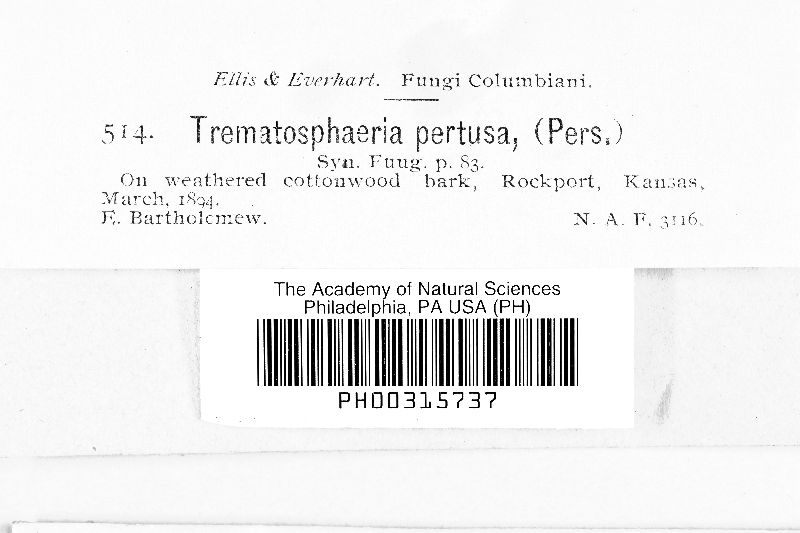 Ellis & Everhart. Fungi Columbiani.
514. Trematosphaeria pertusa, (Pers.)
Syn. Fung. p. 83.
On weathered cottonwood bark, Rockport, Kansas,
March, 1894.
E. Bartholomew. N. A. F. 3116.
The Academy of Natural Sciences
Philadelphia, PA USA (PH)
PH00315737